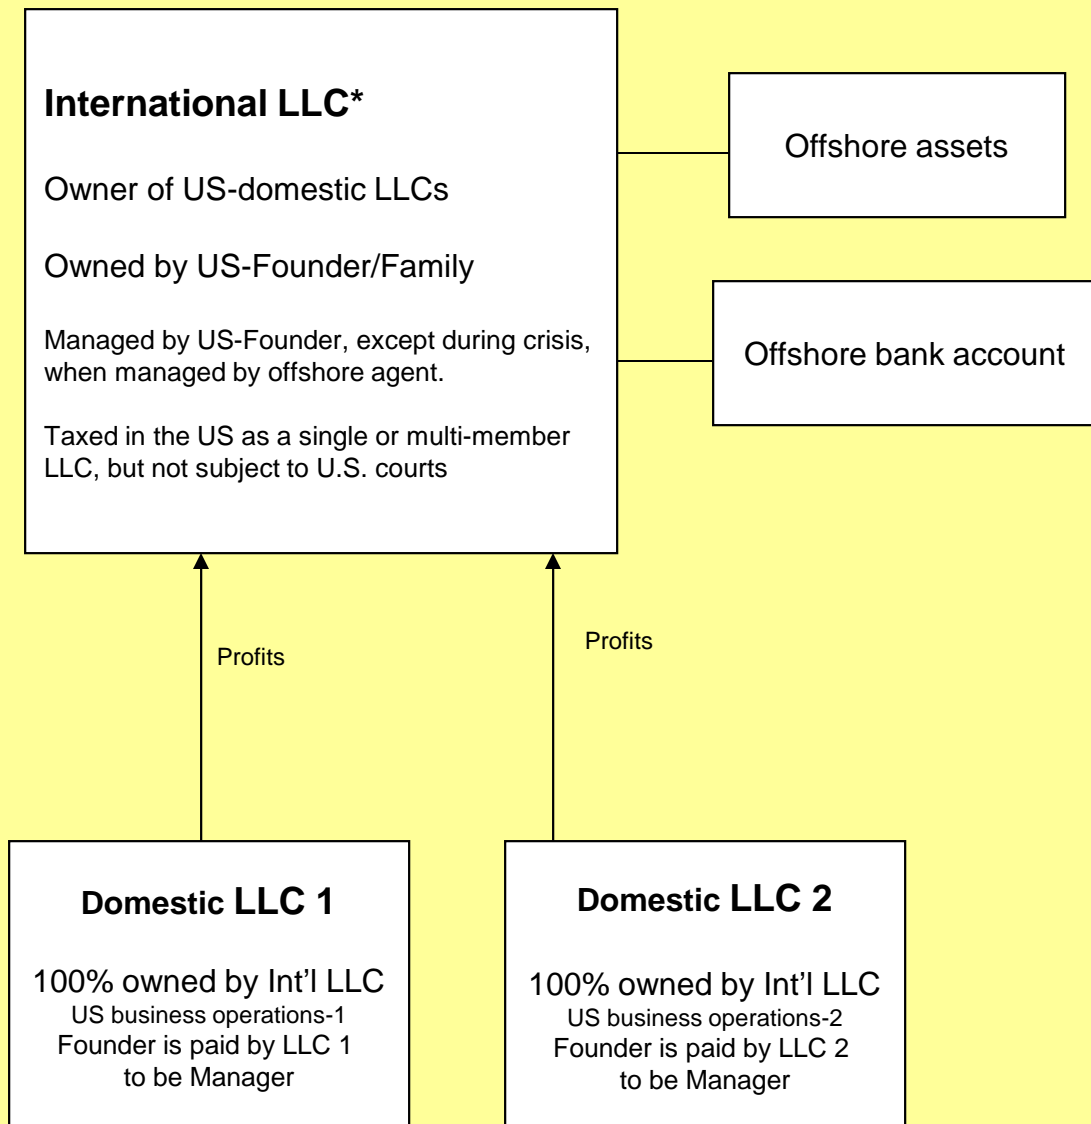 International LLC*
Owner of US-domestic LLCs
Owned by US-Founder/Family
Managed by US-Founder, except during crisis,
when managed by offshore agent.
Taxed in the US as a single or multi-member
LLC, but not subject to U.S. courts
Offshore assets
Offshore bank account
Profits
Profits
Domestic LLC 1
100% owned by Int’l LLC
US business operations-1
Founder is paid by LLC 1
to be Manager
Domestic LLC 2
100% owned by Int’l LLC
US business operations-2
Founder is paid by LLC 2
to be Manager